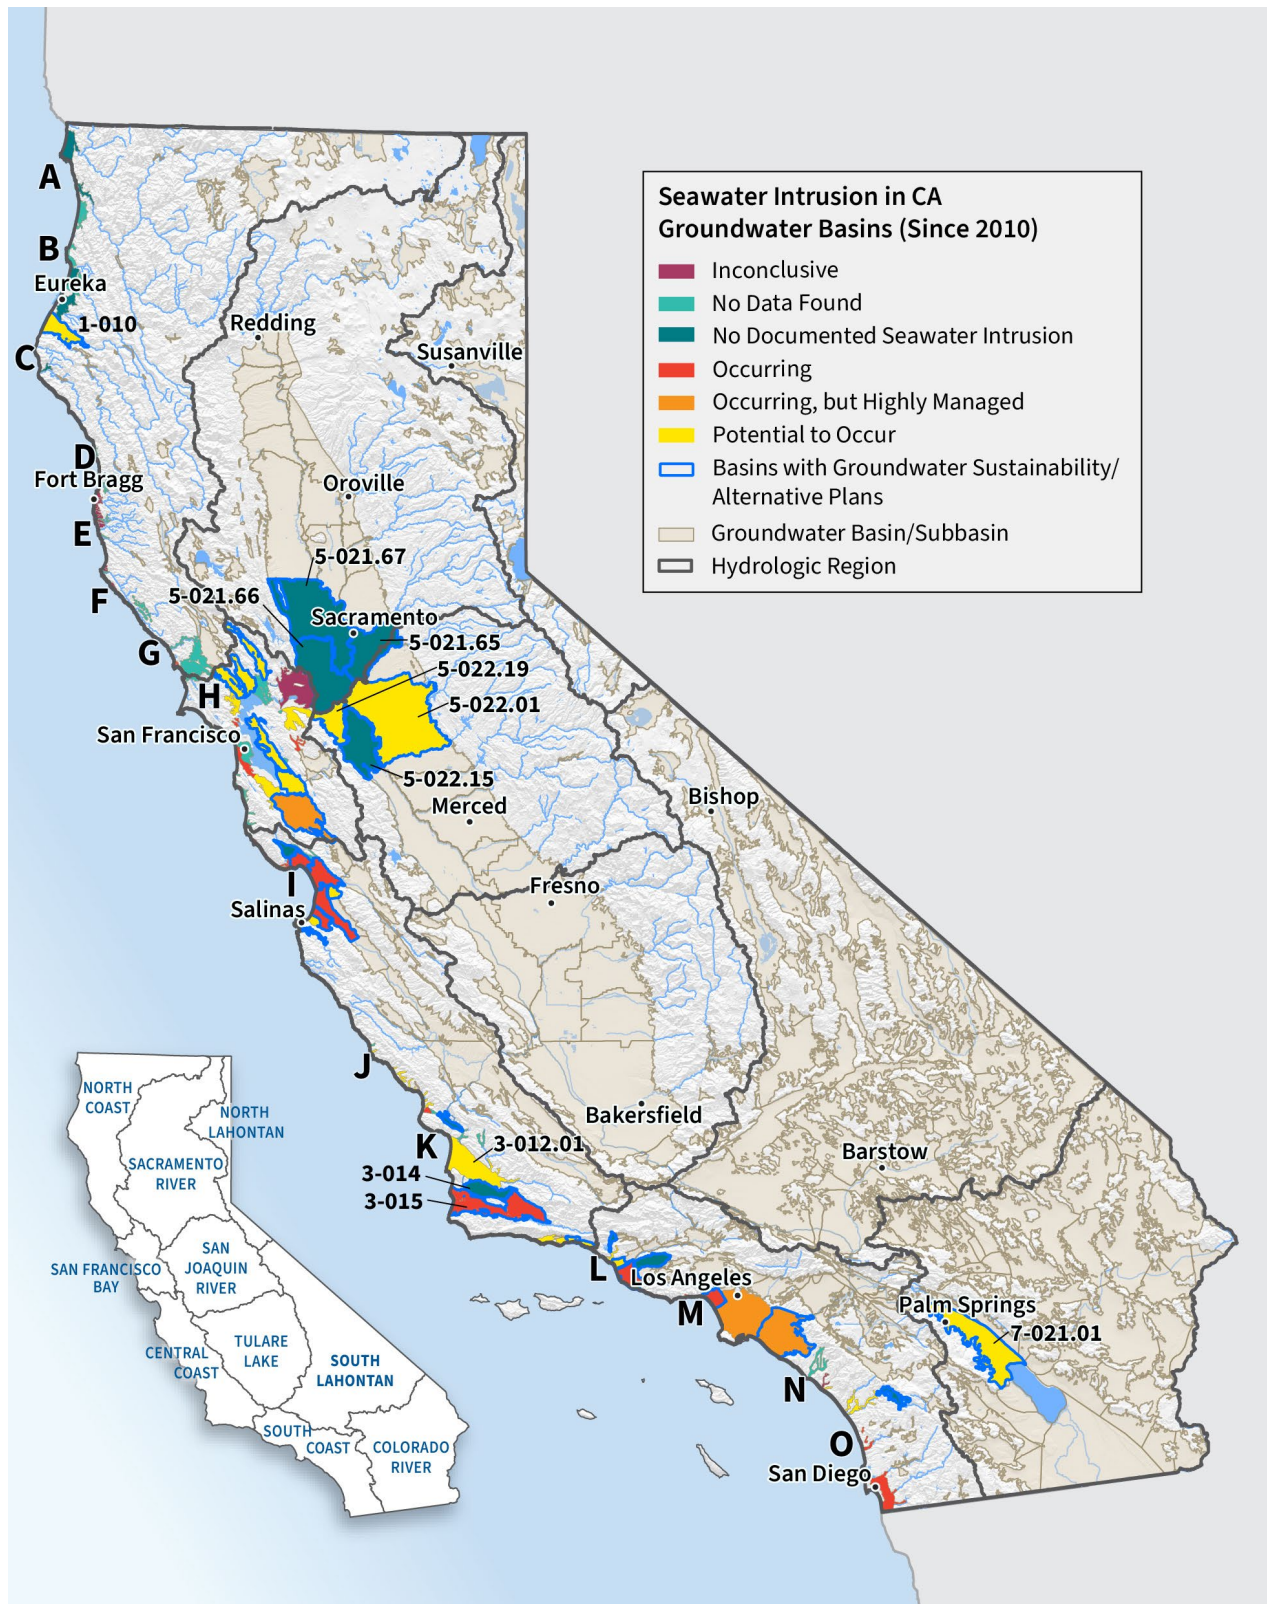 Seawater Intrusion in CA
Groundwater Basins (Since 2010)
Inconclusive
No Data Found
No Documented Seawater Intrusion
Occurring
Occurring, but Highly Managed
Potential to Occur
Basins with Groundwater Sustainability/
Alternative Plans
Groundwater Basin/Subbasin
Hydrologic Region
A
B
Eureka
1-010
Redding
C
Susanville
D
Fort Bragg
Oroville
E
5-021.67
5-021.66
F
Sacramento
5-021.65
G
5-022.19
H
5-022.01
San Francisco
5-022.15
Merced
Bishop
I
Fresno
Salinas
J
Bakersfield
K
3-012.01
Barstow
3-014
3-015
L
Los Angeles
M
Palm Springs
7-021.01
N
O
San Diego
NORTH
COAST
NORTH
LAHONTAN
SACRAMENTO
RIVER
SAN
JOAQUIN
RIVER
SAN FRANCISCO
BAY
TULARE
LAKE
CENTRAL
COAST
SOUTH
LAHONTAN
SOUTH
COAST
COLORADO
RIVER